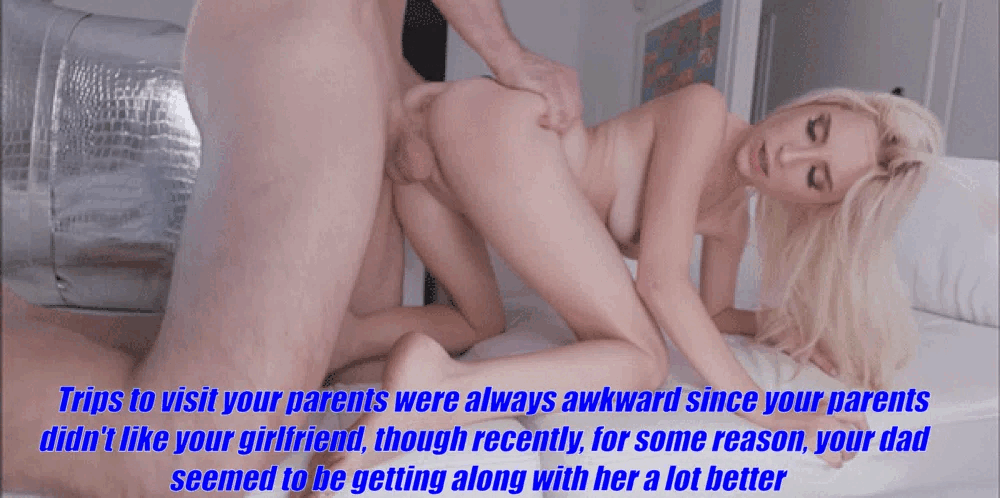 Trips to visit your parents were always awkward since your parents
didn't like your girlfriend, though recently, for some reason, your dad
seemed to be getting along with her a lot better